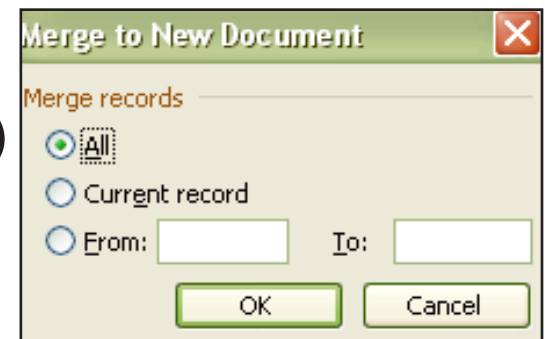 Merge to New Document
Merge records
All
Current record
From: To:
OK Cancel